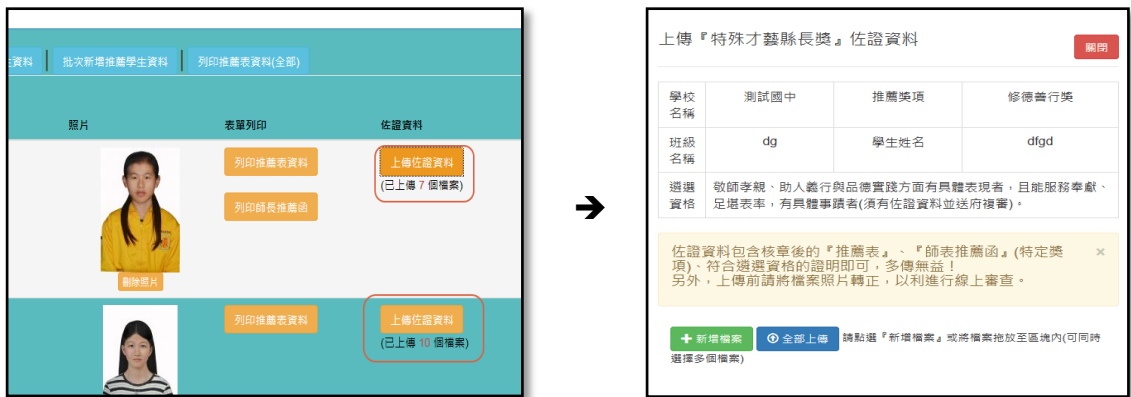 生資料 批次新增推薦學生資料 列印推薦表資料(全部)
照片 表單列印 佐證資料
列印推薦表資料 上傳佐證資料
(已上傳 7 個檔案)
列印師長推薦函
刪除照片
列印推薦表資料 上傳佐證資料
(已上傳 10 個檔案)
➔
上傳『特殊才藝縣長獎』佐證資料
關閉
學校名稱 測試國中 推薦獎項 修德善行獎
班級名稱 dg 學生姓名 dfgd
遴選資格 敬師孝親、助人義行與品德實踐方面有具體表現者，且能服務奉獻、
足堪表率，有具體事蹟者(須有佐證資料並送府複審)。
佐證資料包含核章後的『推薦表』、『師表推薦函』(特定獎 ×
項)、符合遴選資格的證明即可，多傳無益！
另外，上傳前請將檔案照片轉正，以利進行線上審查。
新增檔案 全部上傳 請點選『新增檔案』或將檔案拖放至區塊內(可同時
選擇多個檔案)